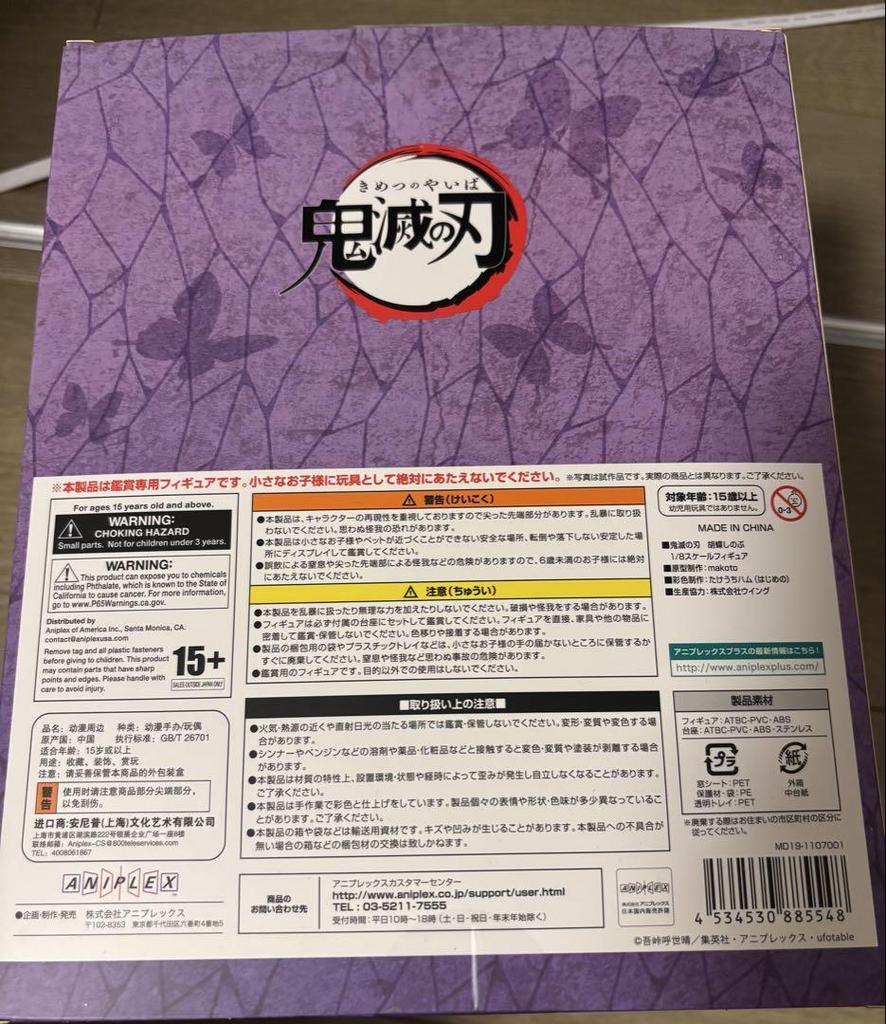 きめつのやいば
鬼滅の刃
※本製品は鑑賞専用フィギュアです。小さなお子様に玩具として絶対にあたえないでください。 ※写真は試作品です。実際の商品とは異なります。ご了承ください。
For ages 15 years old and above.
WARNING:
CHOKING HAZARD
Small parts. Not for children under 3 years.
WARNING:
This product can expose you to chemicals
including Phthalate, which is known to the State of
California to cause cancer. For more information,
go to www.P65Warnings.ca.gov.
Distributed by
Aniplex of America Inc., Santa Monica, CA.
contact@aniplexusa.com
Remove tag and all plastic fasteners
before giving to children. This product
may contain parts that have sharp
points and edges. Please handle with
care to avoid injury.
15+
SALES OUTSIDE JAPAN ONLY
警告(けいこく)
●本製品は、キャラクターの再現性を重視しておりますので尖った先端部分があります。乱暴に取り扱
わないでください。思わぬ怪我の恐れがあります。
●本製品は小さなお子様やペットが近づくことができない安全な場所、転倒や落下しない安定した場
所にディスプレイして鑑賞してください。
●誤飲による窒息や尖った先端部による怪我などの危険がありますので、6歳未満のお子様には絶対
にあたえないでください。
注意(ちゅうい)
●本製品を乱暴に扱ったり無理な力を加えたりしないでください。破損や怪我をする場合があります。
●フィギュアは必ず付属の台座にセットして鑑賞してください。フィギュアを直接、家具や他の物品に
密着して鑑賞・保管しないでください。色移りや接着する場合があります。
●製品の梱包用の袋やプラスチックトレイなどは、小さなお子様の手の届かないところに保管するか
すぐに廃棄してください。窒息や怪我など思わぬ事故の危険があります。
●鑑賞用のフィギュアです。目的以外での使用はしないでください。
対象年齢:15歳以上
幼児用玩具ではありません。
0-3
MADE IN CHINA
■鬼滅の刃 胡蝶しのぶ
1/8スケールフィギュア
■原型制作:makoto
■彩色制作:たけうちハム(はじめの)
■生産協力:株式会社ウイング
アニプレックスプラスの最新情報はこちら!
http://www.aniplexplus.com/
品名:动漫周边 种类:动漫手办/玩偶
原产国:中国 执行标准:GB/T 26701
适合年龄:15岁或以上
用途:收藏、装饰、赏玩
注意:请妥善保管本商品的外包装盒
警告
使用时请注意商品部分尖端部分,
以免刮伤。
进口商:安尼普(上海)文化艺术有限公司
上海市黄浦区湖滨路222号领展企业广场一座8楼
联络邮箱:Aniplex-CS@800teleservices.com
TEL:4008061867
■取り扱い上の注意■
●火気・熱源の近くや直射日光の当たる場所では鑑賞・保管しないでください。変形・変質や変色する場
合があります。
●シンナーやベンジンなどの溶剤や薬品・化粧品などと接触すると変色・変質や塗装が剥離する場合
があります。
●本製品は材質の特性上、設置環境・状態や経時によって歪みが発生し自立しなくなることがあります。
ご了承ください。
●本製品は手作業で彩色と仕上げをしています。製品個々の表情や形状・色味が多少異なっているこ
とがあります。ご了承ください。
●本製品の箱や袋などは輸送用資材です。キズや凹みが生じることがあります。本製品への不具合が
無い場合の箱などの梱包材の交換は致しかねます。
製品素材
フィギュア:ATBC-PVC・ABS
台座:ATBC-PVC・ABS・ステンレス
プラ
紙
窓シート:PET
保護材・袋:PE
透明トレイ:PET
外箱
中台紙
※廃棄する際はお住まいの市区町村の区分に
従ってください。
MD19-1107001
ANIPLEX
●企画・制作・発売 株式会社アニプレックス
〒102-8353 東京都千代田区六番町4番地5
商品の
お問い合わせ先
アニプレックスカスタマーセンター
http://www.aniplex.co.jp/support/user.html
TEL:03-5211-7555
受付時間:平日10時〜18時(土・日・祝日・年末年始除く)
ANIPLEX
株式会社アニプレックス
日本国内販売許諾
4 534530 885548
©吾峠呼世晴/集英社・アニプレックス・ufotable